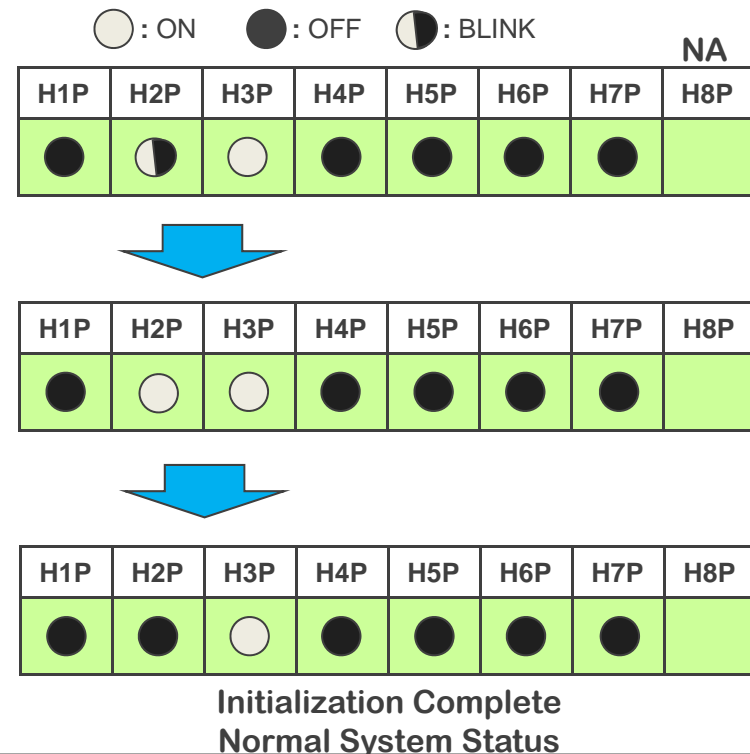 : ON : OFF : BLINK
NA
H1P H2P H3P H4P H5P H6P H7P H8P
H1P H2P H3P H4P H5P H6P H7P H8P
H1P H2P H3P H4P H5P H6P H7P H8P
Initialization Complete
Normal System Status